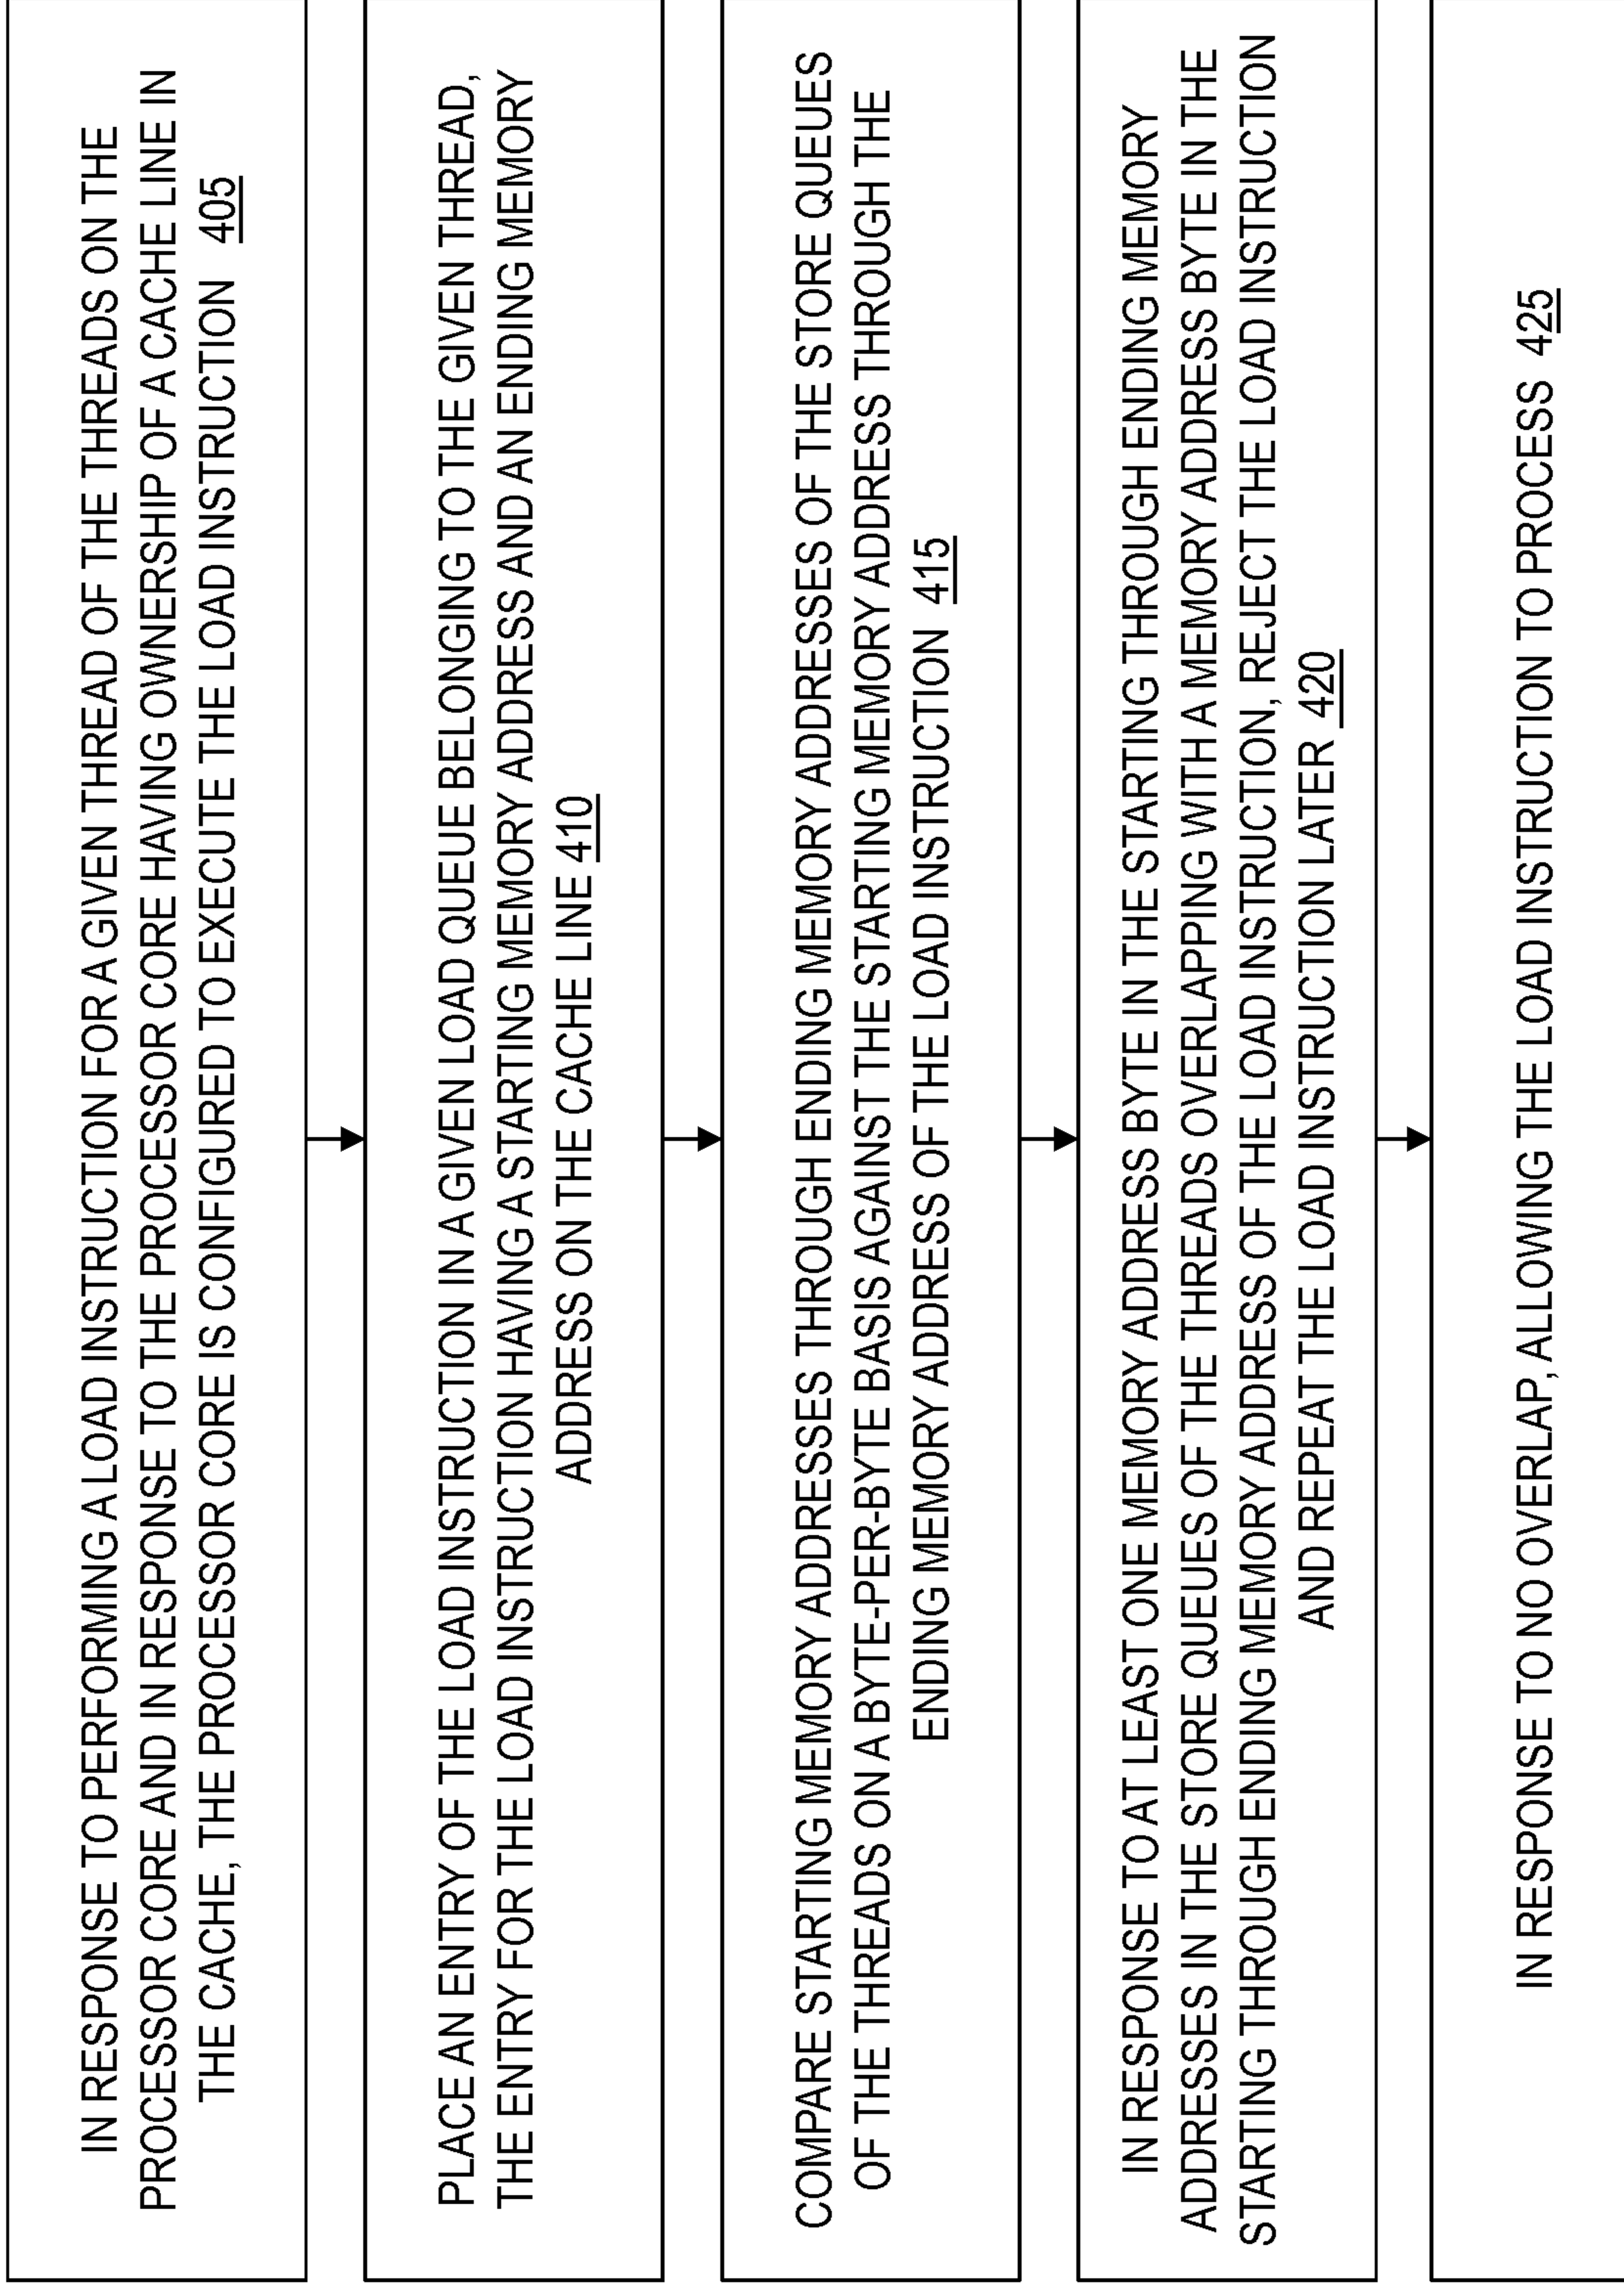 IN RESPONSE TO PERFORMING A LOAD INSTRUCTION FOR A GIVEN THREAD OF THE THREADS ON THE
PROCESSOR CORE AND IN RESPONSE TO THE PROCESSOR CORE HAVING OWNERSHIP OF A CACHE LINE IN
THE CACHE, THE PROCESSOR CORE IS CONFIGURED TO EXECUTE THE LOAD INSTRUCTION 405
PLACE AN ENTRY OF THE LOAD INSTRUCTION IN A GIVEN LOAD QUEUE BELONGING TO THE GIVEN THREAD,
THE ENTRY FOR THE LOAD INSTRUCTION HAVING A STARTING MEMORY ADDRESS AND AN ENDING MEMORY
ADDRESS ON THE CACHE LINE 410
COMPARE STARTING MEMORY ADDRESSES THROUGH ENDING MEMORY ADDRESSES OF THE STORE QUEUES
OF THE THREADS ON A BYTE-PER-BYTE BASIS AGAINST THE STARTING MEMORY ADDRESS THROUGH THE
ENDING MEMORY ADDRESS OF THE LOAD INSTRUCTION 415
IN RESPONSE TO AT LEAST ONE MEMORY ADDRESS BYTE IN THE STARTING THROUGH ENDING MEMORY
ADDRESSES IN THE STORE QUEUES OF THE THREADS OVERLAPPING WITH A MEMORY ADDRESS BYTE IN THE
STARTING THROUGH ENDING MEMORY ADDRESS OF THE LOAD INSTRUCTION, REJECT THE LOAD INSTRUCTION
AND REPEAT THE LOAD INSTRUCTION LATER 420
IN RESPONSE TO NO OVERLAP, ALLOWING THE LOAD INSTRUCTION TO PROCESS 425